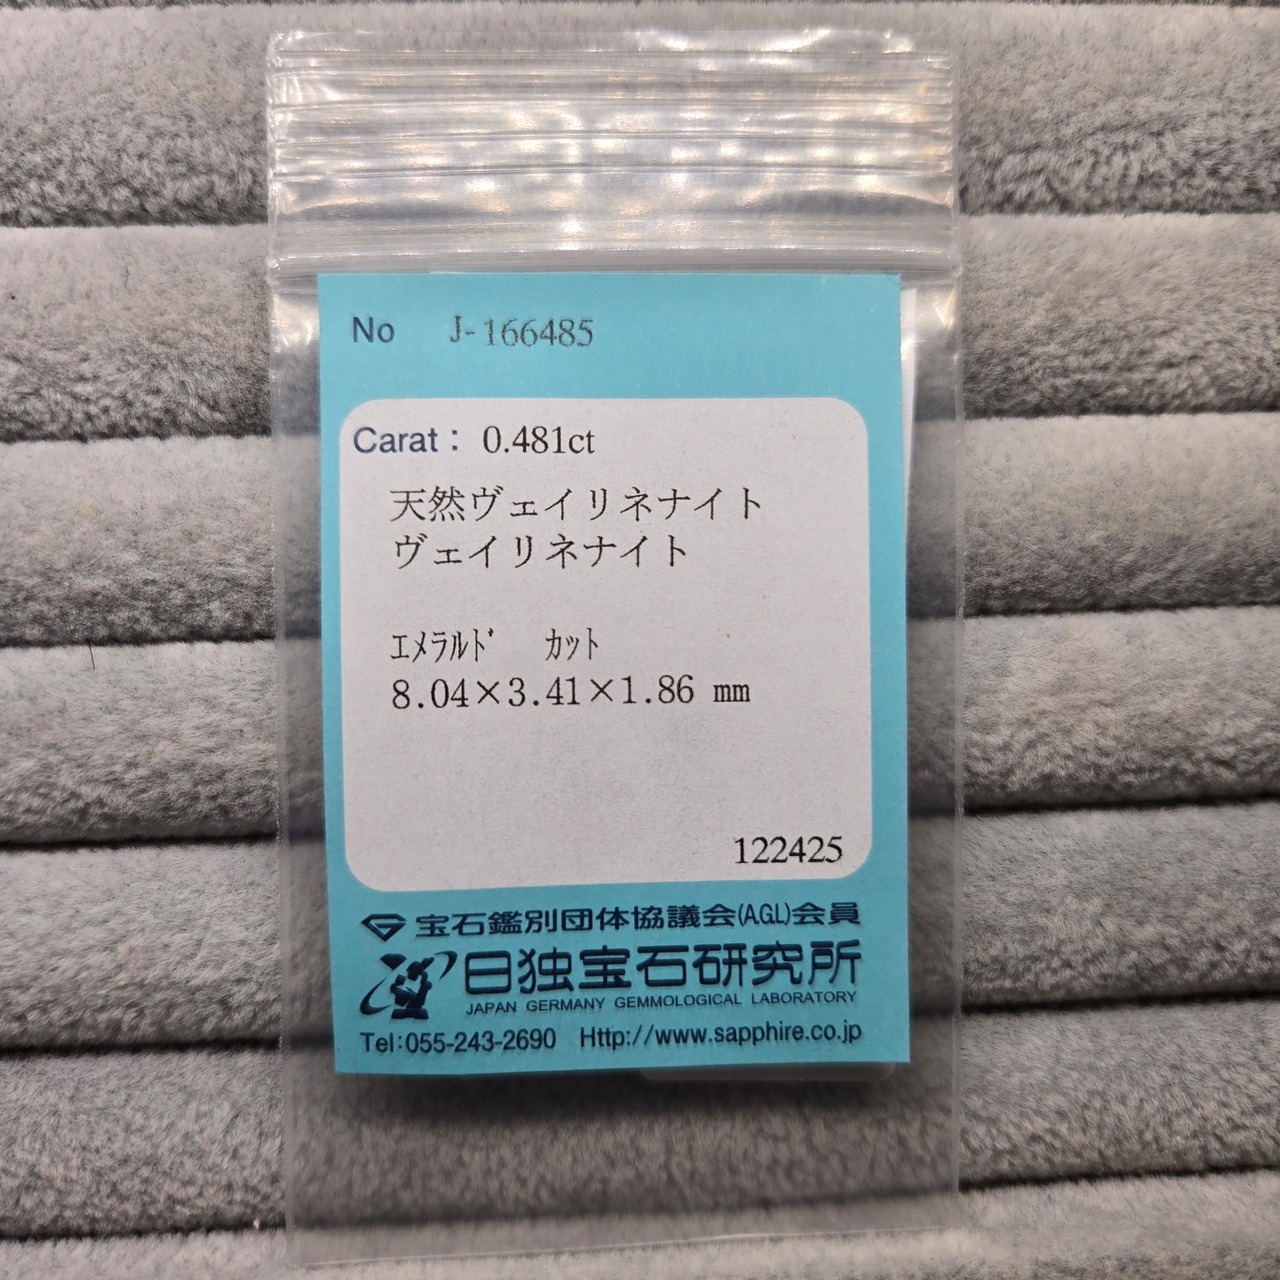 No J-166485
Carat： 0.481ct
天然ヴェイリネナイト
ヴェイリネナイト
ｴﾒﾗﾙﾄﾞ ｶｯﾄ
8.04×3.41×1.86 mm
122425
宝石鑑別団体協議会(A.G.L)会員
日独宝石研究所
JAPAN GERMANY GEMMOLOGICAL LABORATORY
Tel:055-243-2690 Http://www.sapphire.co.jp